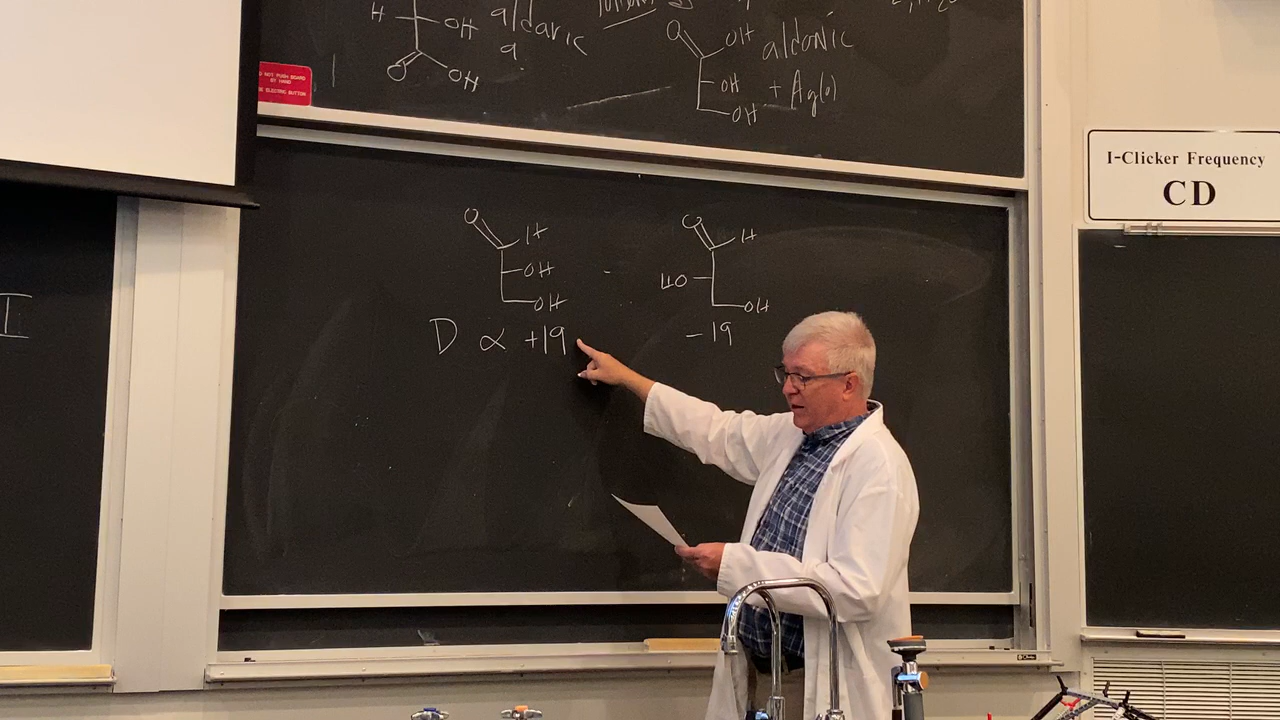 H OH aldaric
O OH
O OH aldonic
OH + Ag(0)
OH
DO NOT PUSH BOARD
BY HAND
USE ELECTRIC BUTTON
I-Clicker Frequency
CD
I
O H
OH
OH
D α +19
O H
HO
OH
-19